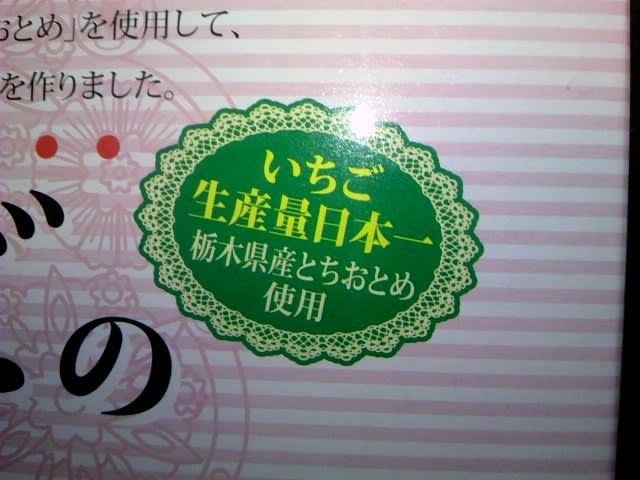 おとめ」を使用して、
を作りました。
の
いちご
生産量日本一
栃木県産とちおとめ
使用